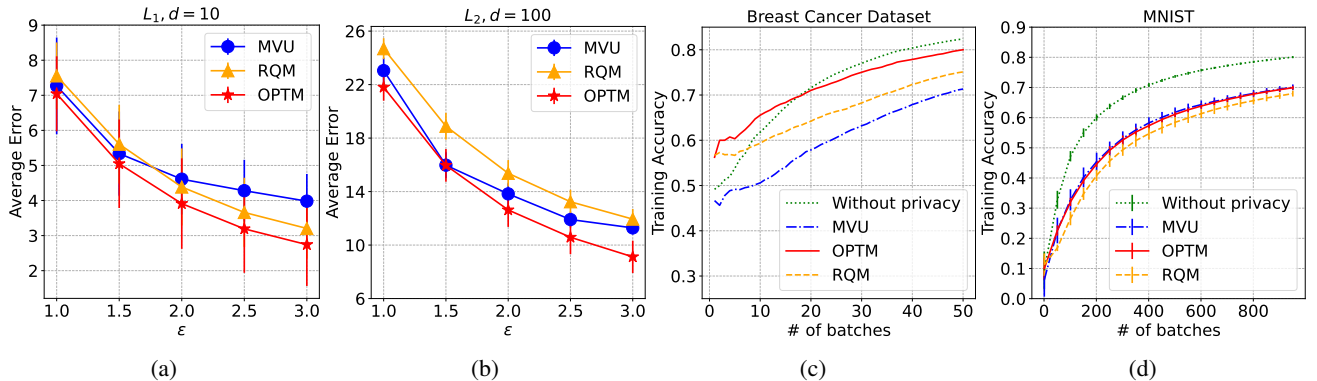 L₁, d = 10
Average Error
9
8
7
6
5
4
3
2
1.0 1.5 2.0 2.5 3.0
ε
MVU
RQM
OPTM
(a)
L₂, d = 100
Average Error
26
22
18
14
10
6
1.0 1.5 2.0 2.5 3.0
ε
MVU
RQM
OPTM
(b)
Breast Cancer Dataset
Training Accuracy
0.8
0.7
0.6
0.5
0.4
0.3
0 10 20 30 40 50
# of batches
Without privacy
MVU
OPTM
RQM
(c)
MNIST
Training Accuracy
0.9
0.8
0.7
0.6
0.5
0.4
0.3
0.2
0.1
0.0
0 200 400 600 800
# of batches
Without privacy
MVU
OPTM
RQM
(d)